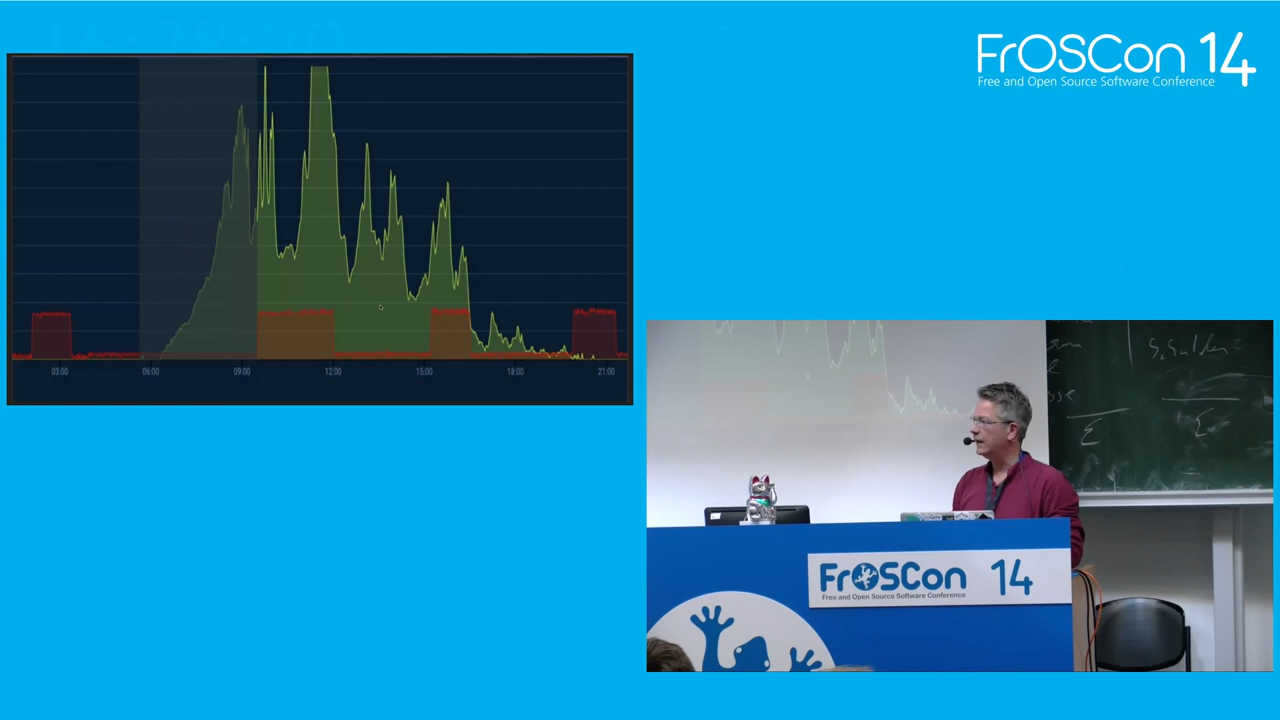 FrOSCon 14
Free and Open Source Software Conference
03:00 06:00 09:00 12:00 15:00 18:00 21:00
FrOSCon 14
Free and Open Source Software Conference